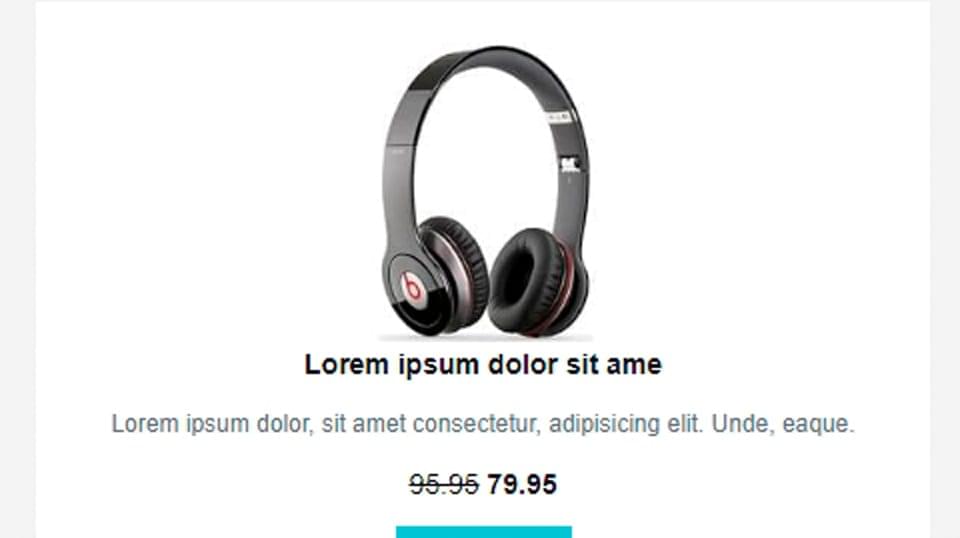 b
Lorem ipsum dolor sit ame
Lorem ipsum dolor, sit amet consectetur, adipisicing elit. Unde, eaque.
95.95 79.95